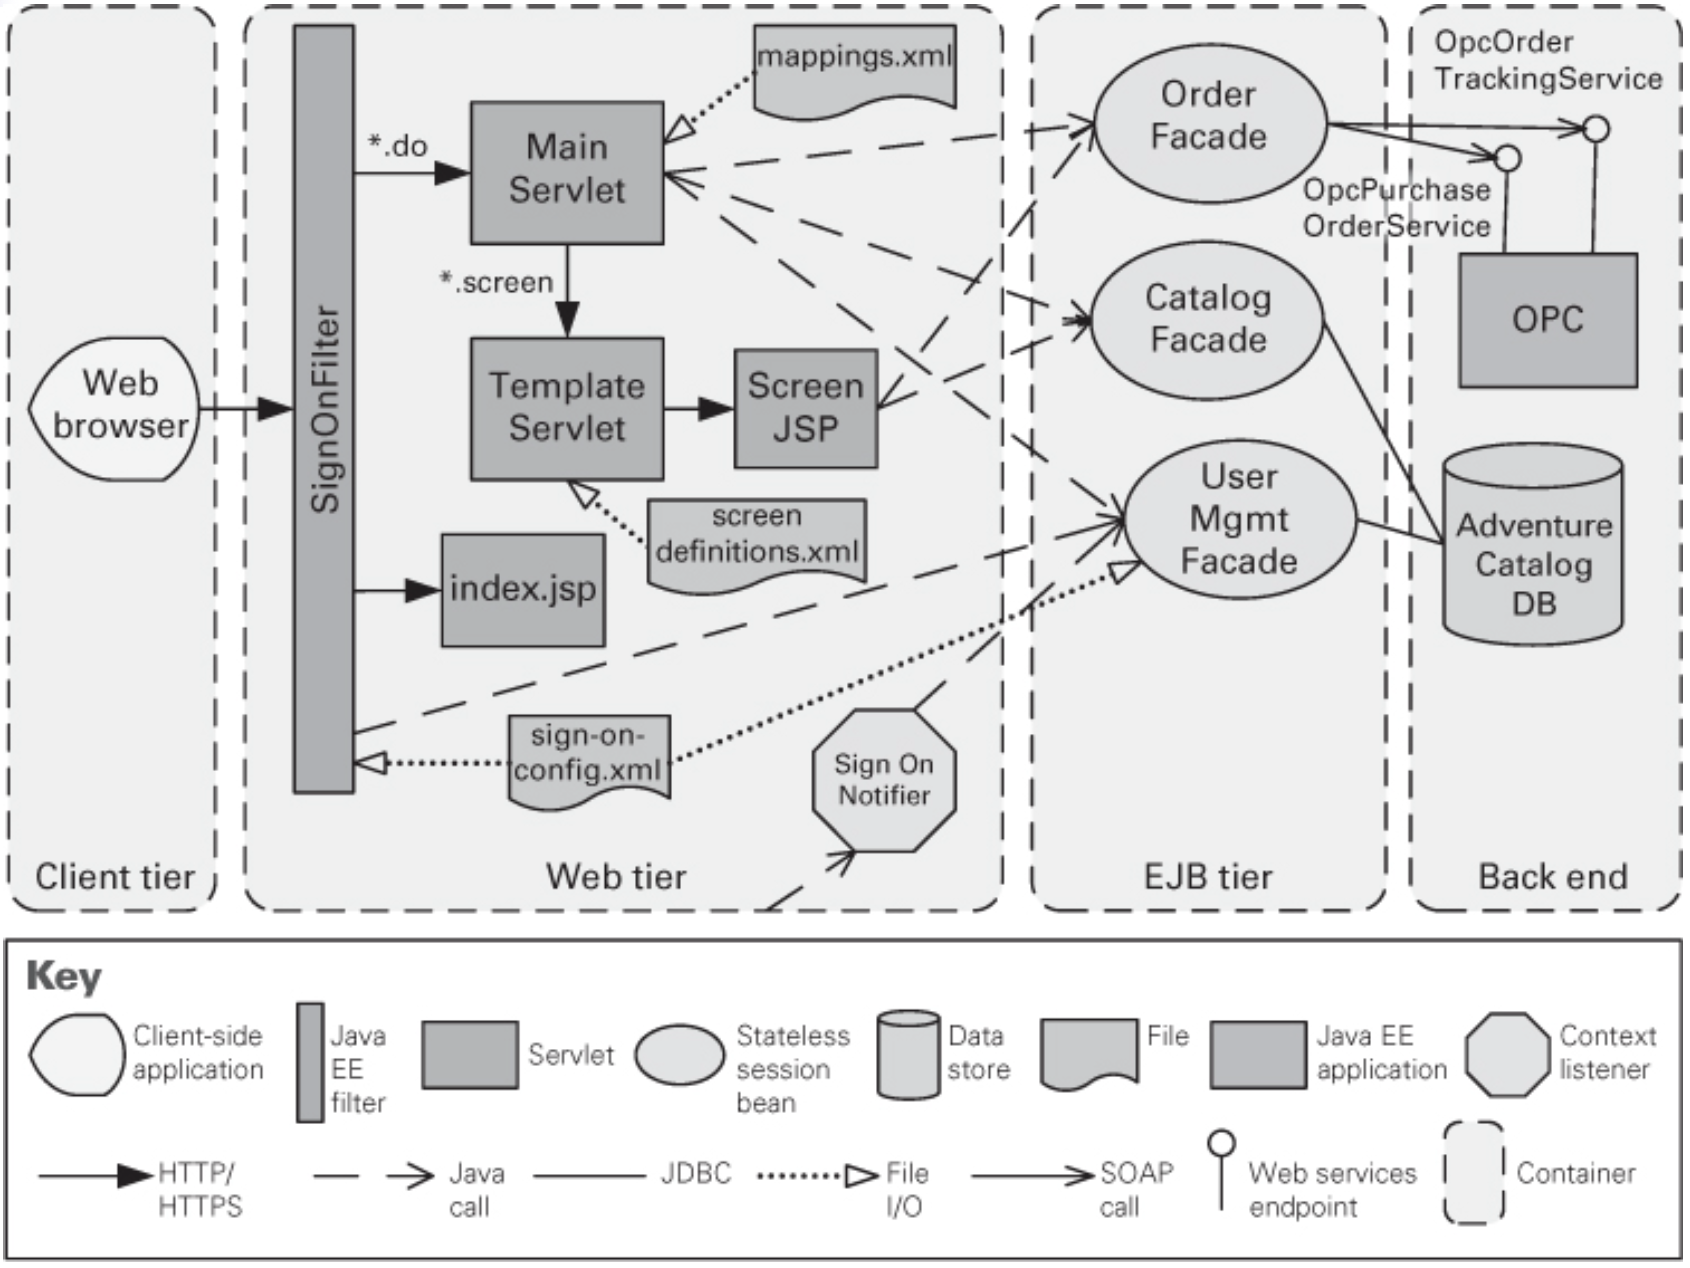 mappings.xml
OpcOrder
TrackingService
Order
Facade
*.do
Main
Servlet
OpcPurchase
OrderService
*.screen
Catalog
Facade
OPC
SignOnFilter
Web
browser
Template
Servlet
Screen
JSP
User
Mgmt
Facade
screen
definitions.xml
Adventure
Catalog
DB
index.jsp
sign-on-
config.xml
Sign On
Notifier
Client tier
Web tier
EJB tier
Back end
Key
Client-side
application
Java
EE
filter
Servlet
Stateless
session
bean
Data
store
File
Java EE
application
Context
listener
HTTP/
HTTPS
Java
call
JDBC
File
I/O
SOAP
call
Web services
endpoint
Container